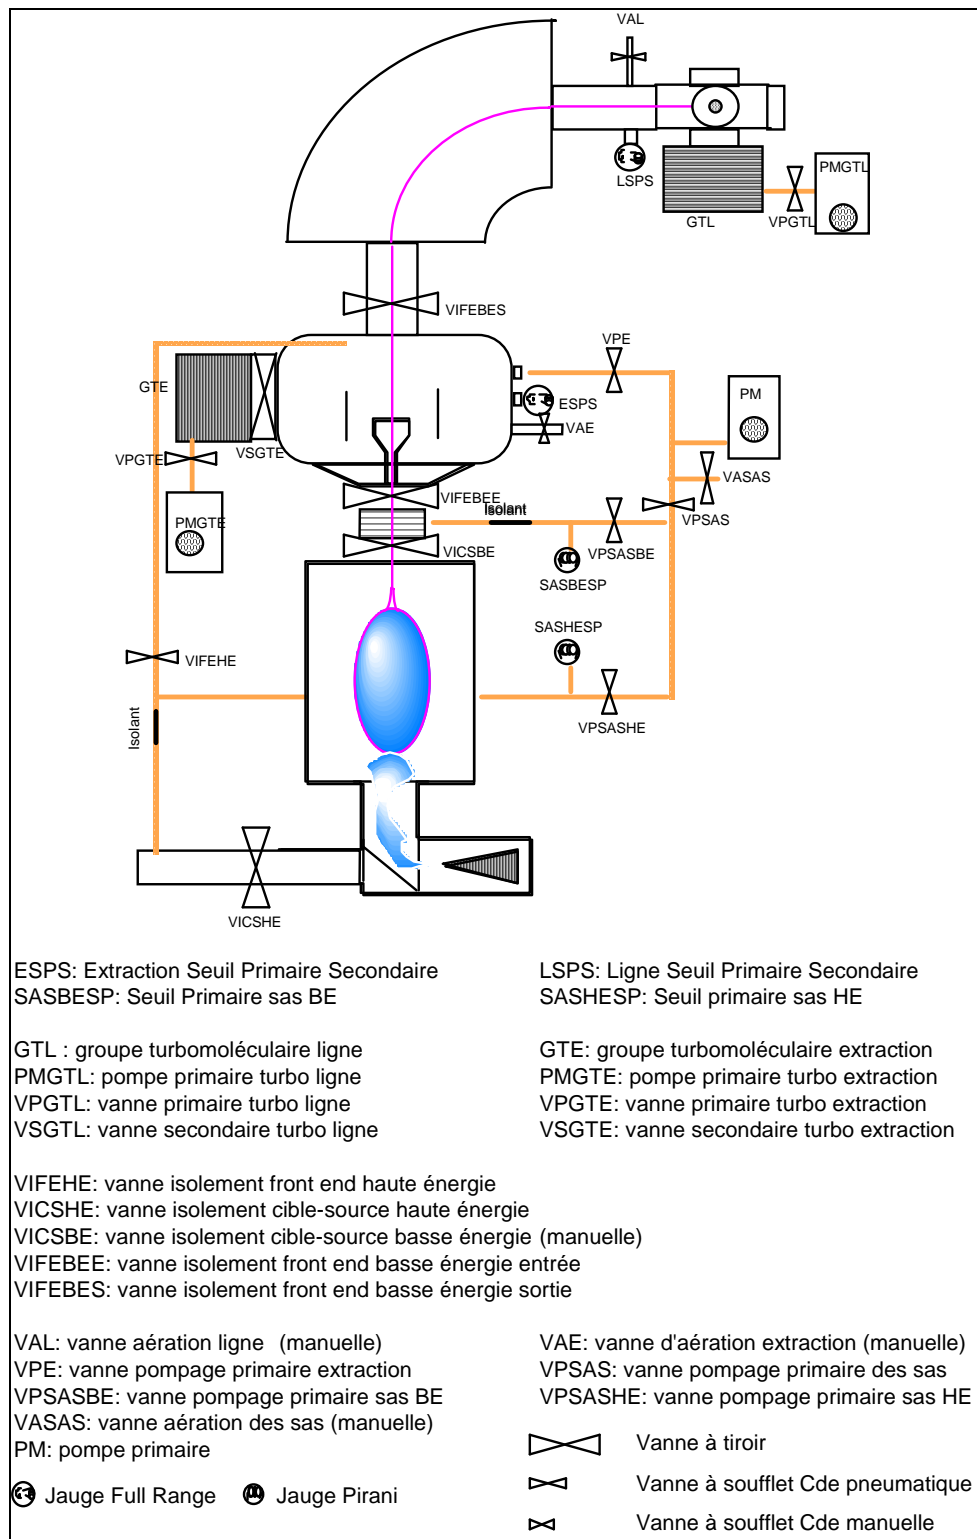 VAL
LSPS
PMGTL
GTL
VPGTL
VIFEBES
VPE
GTE
ESPS
PM
VAE
VSGTE
VPGTE
VASAS
VIFEBEE
Isolant
VPSAS
PMGTE
VPSASBE
VICSBE
SASBESP
SASHESP
VIFEHE
Isolant
VPSASHE
VICSHE
ESPS: Extraction Seuil Primaire Secondaire
LSPS: Ligne Seuil Primaire Secondaire
SASBESP: Seuil Primaire sas BE
SASHESP: Seuil primaire sas HE
GTL : groupe turbomoléculaire ligne
GTE: groupe turbomoléculaire extraction
PMGTL: pompe primaire turbo ligne
PMGTE: pompe primaire turbo extraction
VPGTL: vanne primaire turbo ligne
VPGTE: vanne primaire turbo extraction
VSGTL: vanne secondaire turbo ligne
VSGTE: vanne secondaire turbo extraction
VIFEHE: vanne isolement front end haute énergie
VICSHE: vanne isolement cible-source haute énergie
VICSBE: vanne isolement cible-source basse énergie (manuelle)
VIFEBEE: vanne isolement front end basse énergie entrée
VIFEBES: vanne isolement front end basse énergie sortie
VAL: vanne aération ligne (manuelle)
VAE: vanne d'aération extraction (manuelle)
VPE: vanne pompage primaire extraction
VPSAS: vanne pompage primaire des sas
VPSASBE: vanne pompage primaire sas BE
VPSASHE: vanne pompage primaire sas HE
VASAS: vanne aération des sas (manuelle)
PM: pompe primaire
Vanne à tiroir
Vanne à soufflet Cde pneumatique
Jauge Full Range
Jauge Pirani
Vanne à soufflet Cde manuelle